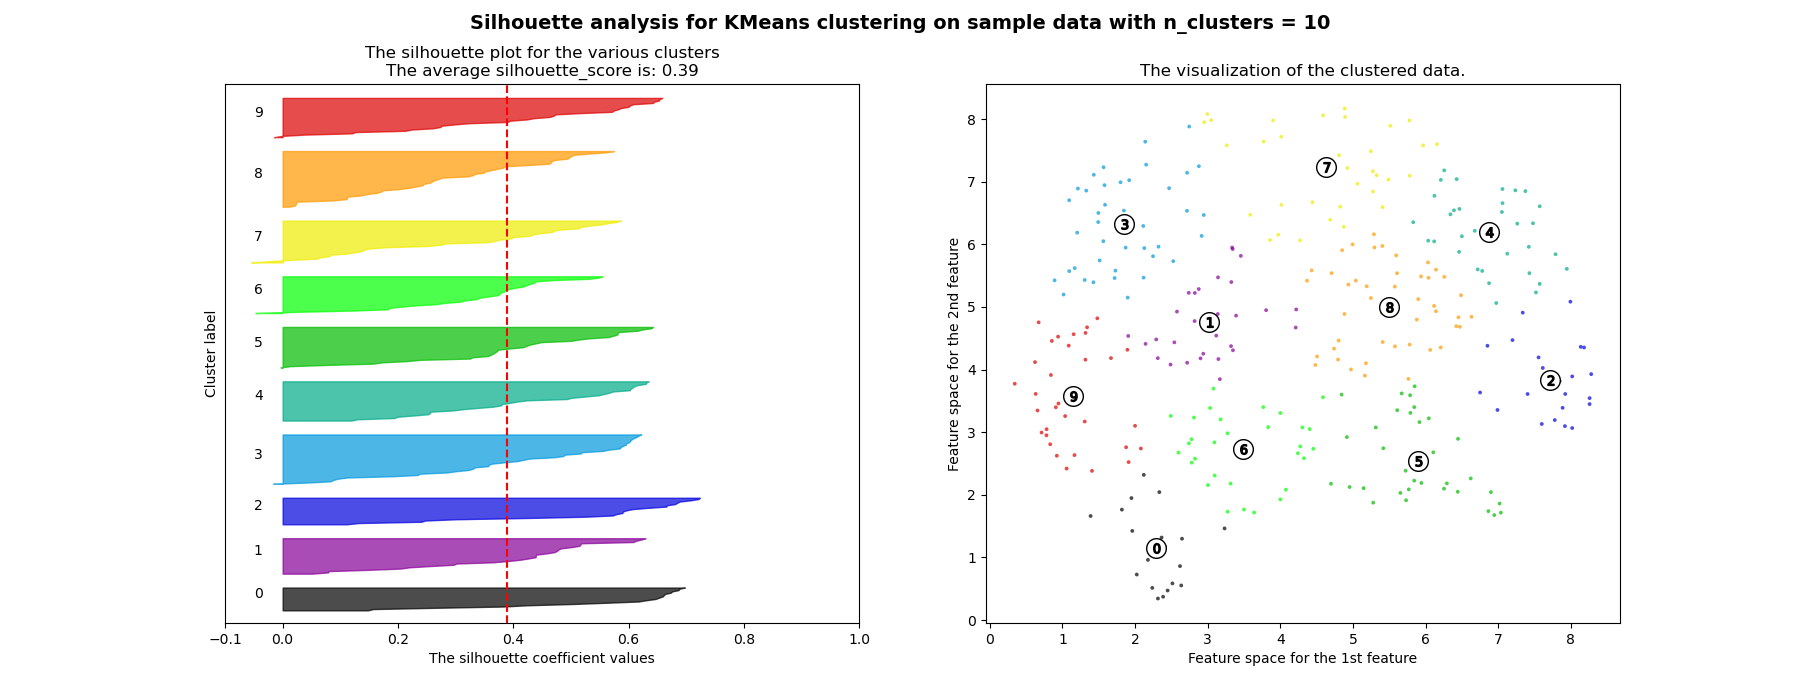 Silhouette analysis for KMeans clustering on sample data with n_clusters = 10
The silhouette plot for the various clusters
The average silhouette_score is: 0.39
9
8
7
6
5
4
3
2
1
0
Cluster label
−0.1 0.0 0.2 0.4 0.6 0.8 1.0
The silhouette coefficient values
The visualization of the clustered data.
8
7
6
5
4
3
2
1
0
Feature space for the 2nd feature
7
3
4
8
1
2
9
6
5
0
0 1 2 3 4 5 6 7 8
Feature space for the 1st feature